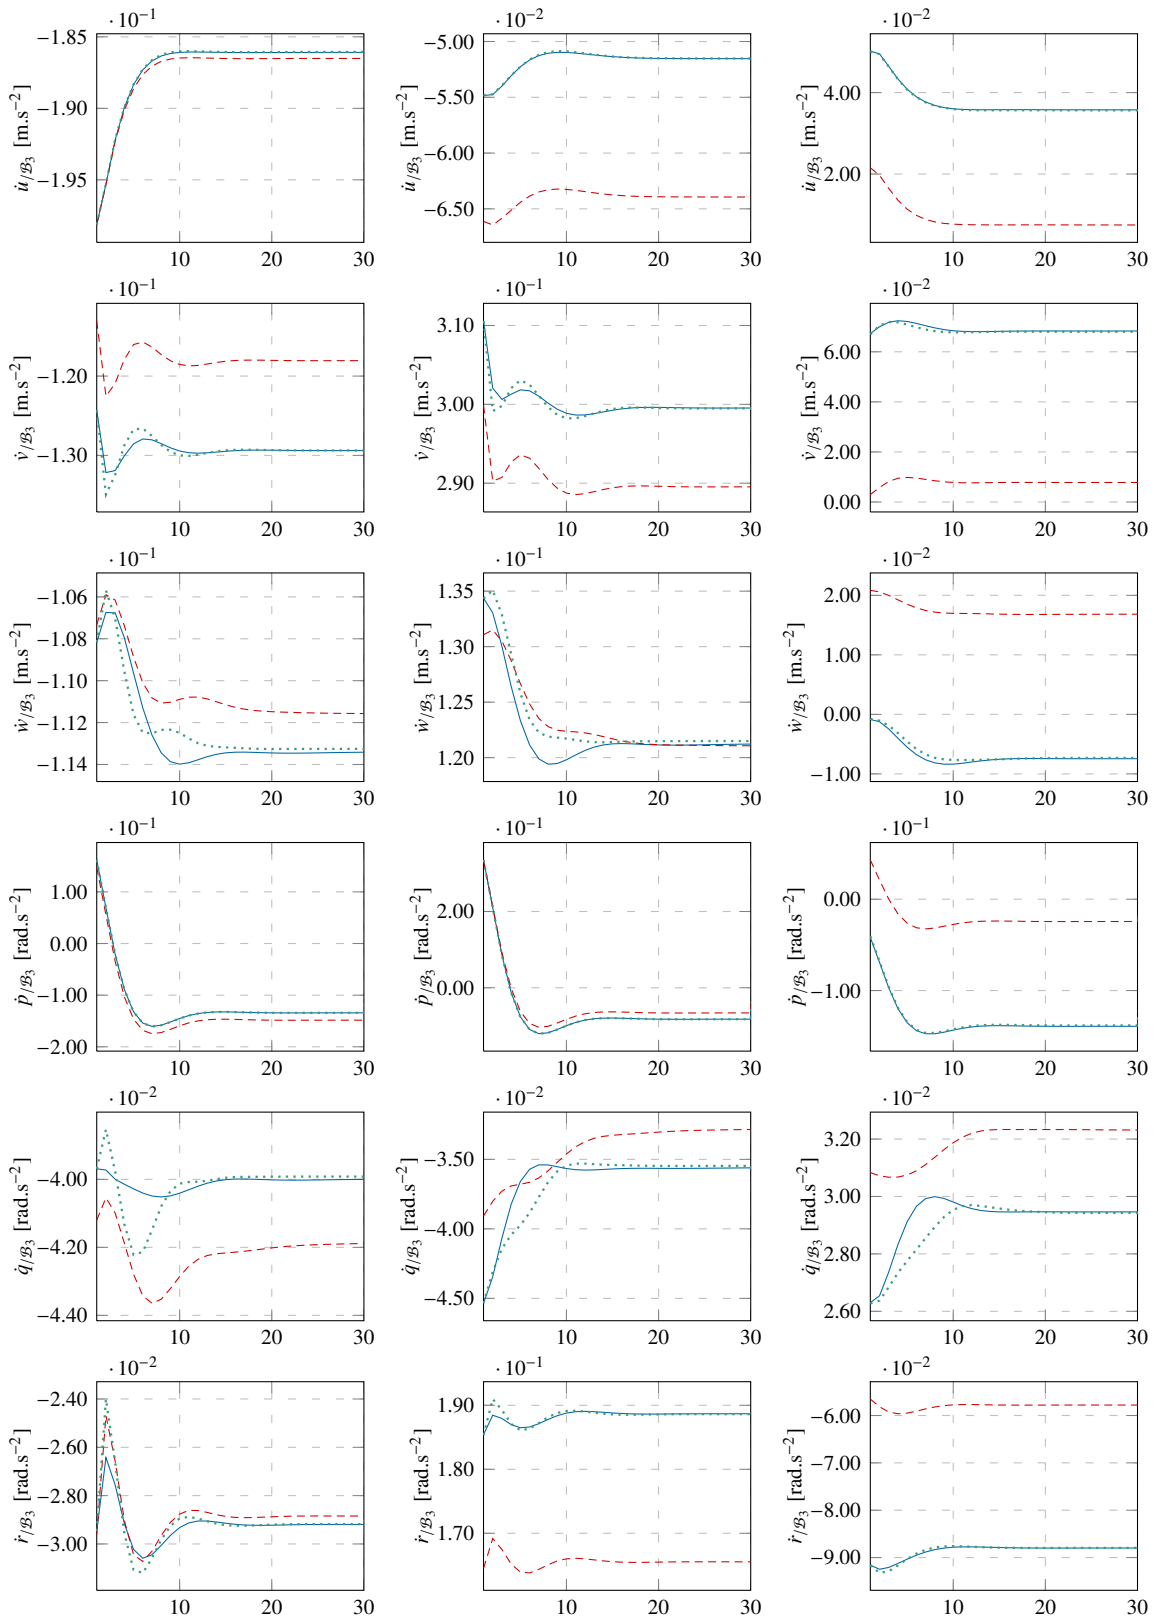 ·10⁻¹ ·10⁻² ·10⁻²
u̇/ℬ₃ [m.s⁻²] −1.85 −1.90 −1.95 10 20 30
u̇/ℬ₃ [m.s⁻²] −5.00 −5.50 −6.00 −6.50 10 20 30
u̇/ℬ₃ [m.s⁻²] 4.00 2.00 10 20 30
·10⁻¹ ·10⁻¹ ·10⁻²
v̇/ℬ₃ [m.s⁻²] −1.20 −1.30 10 20 30
v̇/ℬ₃ [m.s⁻²] 3.10 3.00 2.90 10 20 30
v̇/ℬ₃ [m.s⁻²] 6.00 4.00 2.00 0.00 10 20 30
·10⁻¹ ·10⁻¹ ·10⁻²
ẇ/ℬ₃ [m.s⁻²] −1.06 −1.08 −1.10 −1.12 −1.14 10 20 30
ẇ/ℬ₃ [m.s⁻²] 1.35 1.30 1.25 1.20 10 20 30
ẇ/ℬ₃ [m.s⁻²] 2.00 1.00 0.00 −1.00 10 20 30
·10⁻¹ ·10⁻¹ ·10⁻¹
ṗ/ℬ₃ [rad.s⁻²] 1.00 0.00 −1.00 −2.00 10 20 30
ṗ/ℬ₃ [rad.s⁻²] 2.00 0.00 10 20 30
ṗ/ℬ₃ [rad.s⁻²] 0.00 −1.00 10 20 30
·10⁻² ·10⁻² ·10⁻²
q̇/ℬ₃ [rad.s⁻²] −4.00 −4.20 −4.40 10 20 30
q̇/ℬ₃ [rad.s⁻²] −3.50 −4.00 −4.50 10 20 30
q̇/ℬ₃ [rad.s⁻²] 3.20 3.00 2.80 2.60 10 20 30
·10⁻² ·10⁻¹ ·10⁻²
ṙ/ℬ₃ [rad.s⁻²] −2.40 −2.60 −2.80 −3.00 10 20 30
ṙ/ℬ₃ [rad.s⁻²] 1.90 1.80 1.70 10 20 30
ṙ/ℬ₃ [rad.s⁻²] −6.00 −7.00 −8.00 −9.00 10 20 30